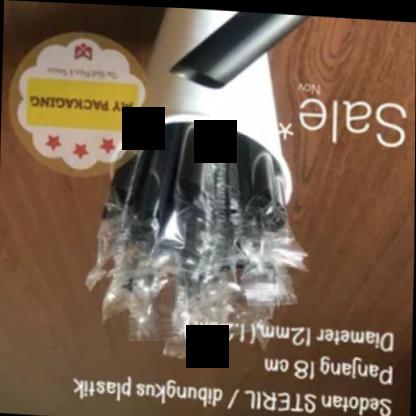 Sedotan STERIL / dibungkus plastik
Panjang 18 cm
Diameter 12mm
Sale*
Nov
MY PACKAGING